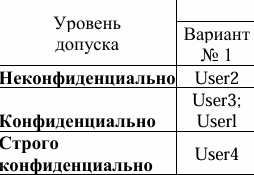 Уровень
допуска
Вариант
№ 1
Неконфиденциально User2
User3;
Конфиденциально Userl
Строго
конфиденциально User4